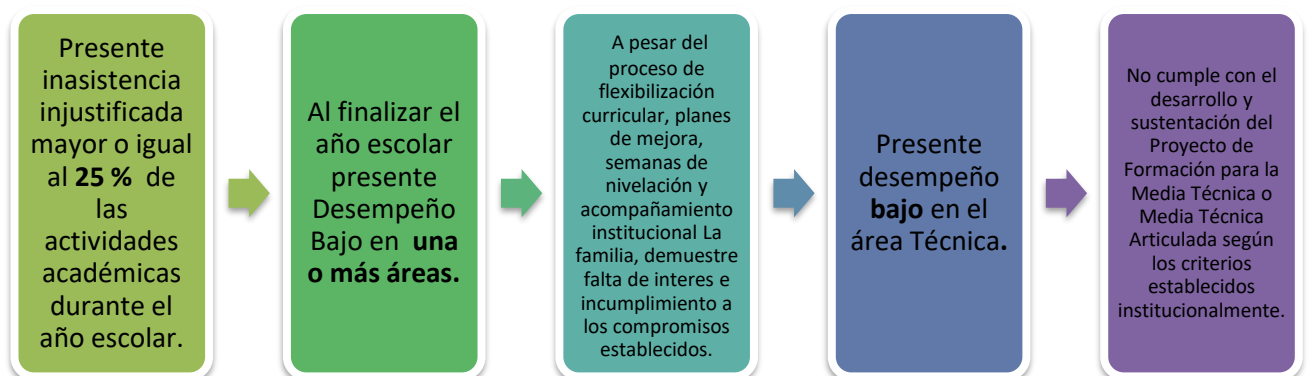 Presente
inasistencia
injustificada
mayor o igual
al 25 % de
las
actividades
académicas
durante el
año escolar.
Al finalizar el
año escolar
presente
Desempeño
Bajo en una
o más áreas.
A pesar del
proceso de
flexibilización
curricular, planes
de mejora,
semanas de
nivelación y
acompañamiento
institucional La
familia, demuestre
falta de interes e
incumplimiento a
los compromisos
establecidos.
Presente
desempeño
bajo en el
área Técnica.
No cumple con el
desarrollo y
sustentación del
Proyecto de
Formación para la
Media Técnica o
Media Técnica
Articulada según
los criterios
establecidos
institucionalmente.